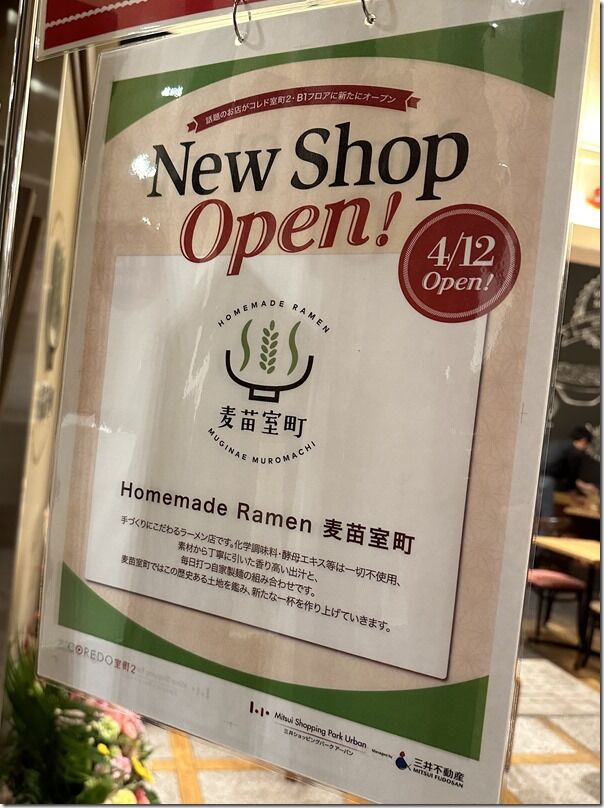 話題のお店がコレド室町2・B1フロアに新たにオープン
New Shop
Open!
4/12
Open!
HOMEMADE RAMEN
麦苗室町
MUGINAE MUROMACHI
Homemade Ramen 麦苗室町
手づくりにこだわるラーメン店です。化学調味料・酵母エキス等は一切不使用、
素材から丁寧に引いた香り高い出汁と、
毎日打つ自家製麺の組み合わせです。
麦苗室町ではこの歴史ある土地を鑑み、新たな一杯を作り上げていきます。
COREDO室町2
Mitsui Shopping Park Urban
三井ショッピングパーク アーバン
Managed by
三井不動産
MITSUI FUDOSAN